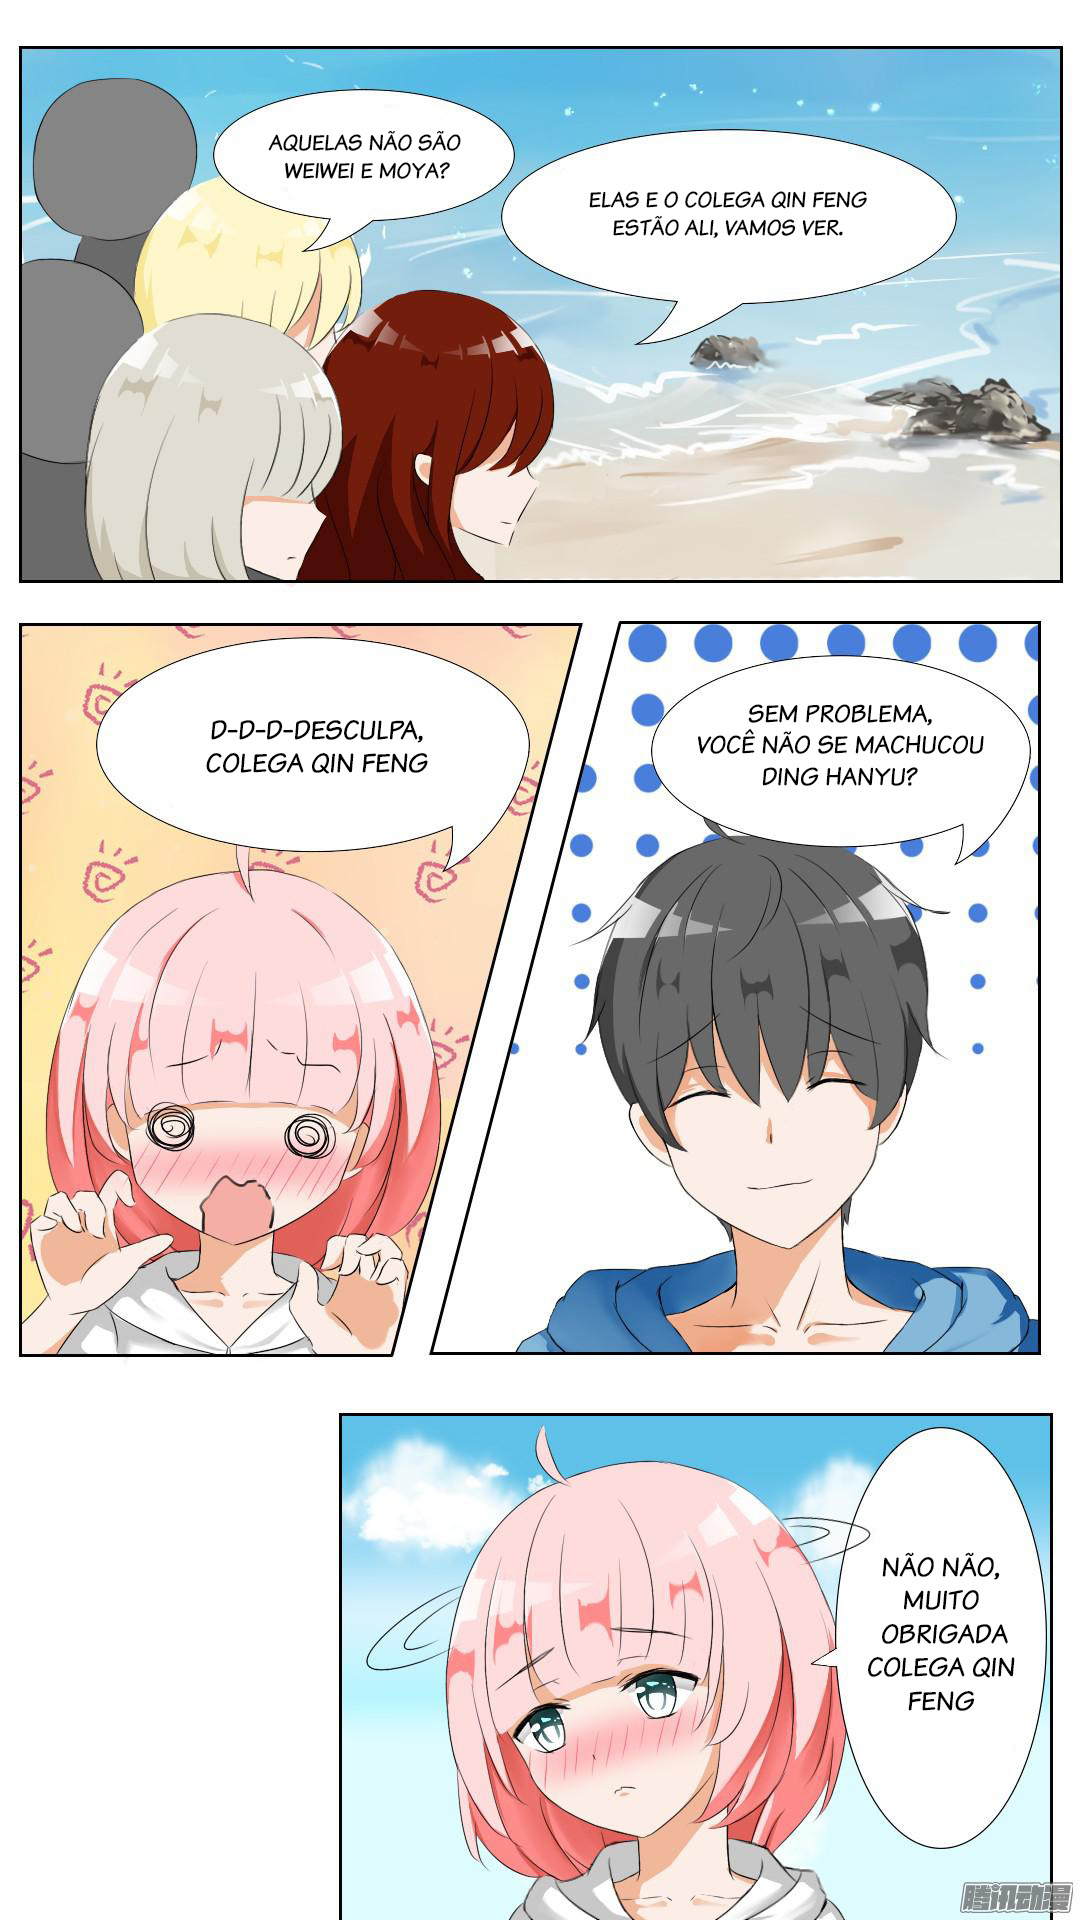 AQUELAS NÃO SÃO
WEIWEI E MOYA?
ELAS E O COLEGA QIN FENG
ESTÃO ALI, VAMOS VER.
D-D-D-DESCULPA,
COLEGA QIN FENG
SEM PROBLEMA,
VOCÊ NÃO SE MACHUCOU
DING HANYU?
NÃO NÃO,
MUITO
OBRIGADA
COLEGA QIN
FENG
腾讯动漫